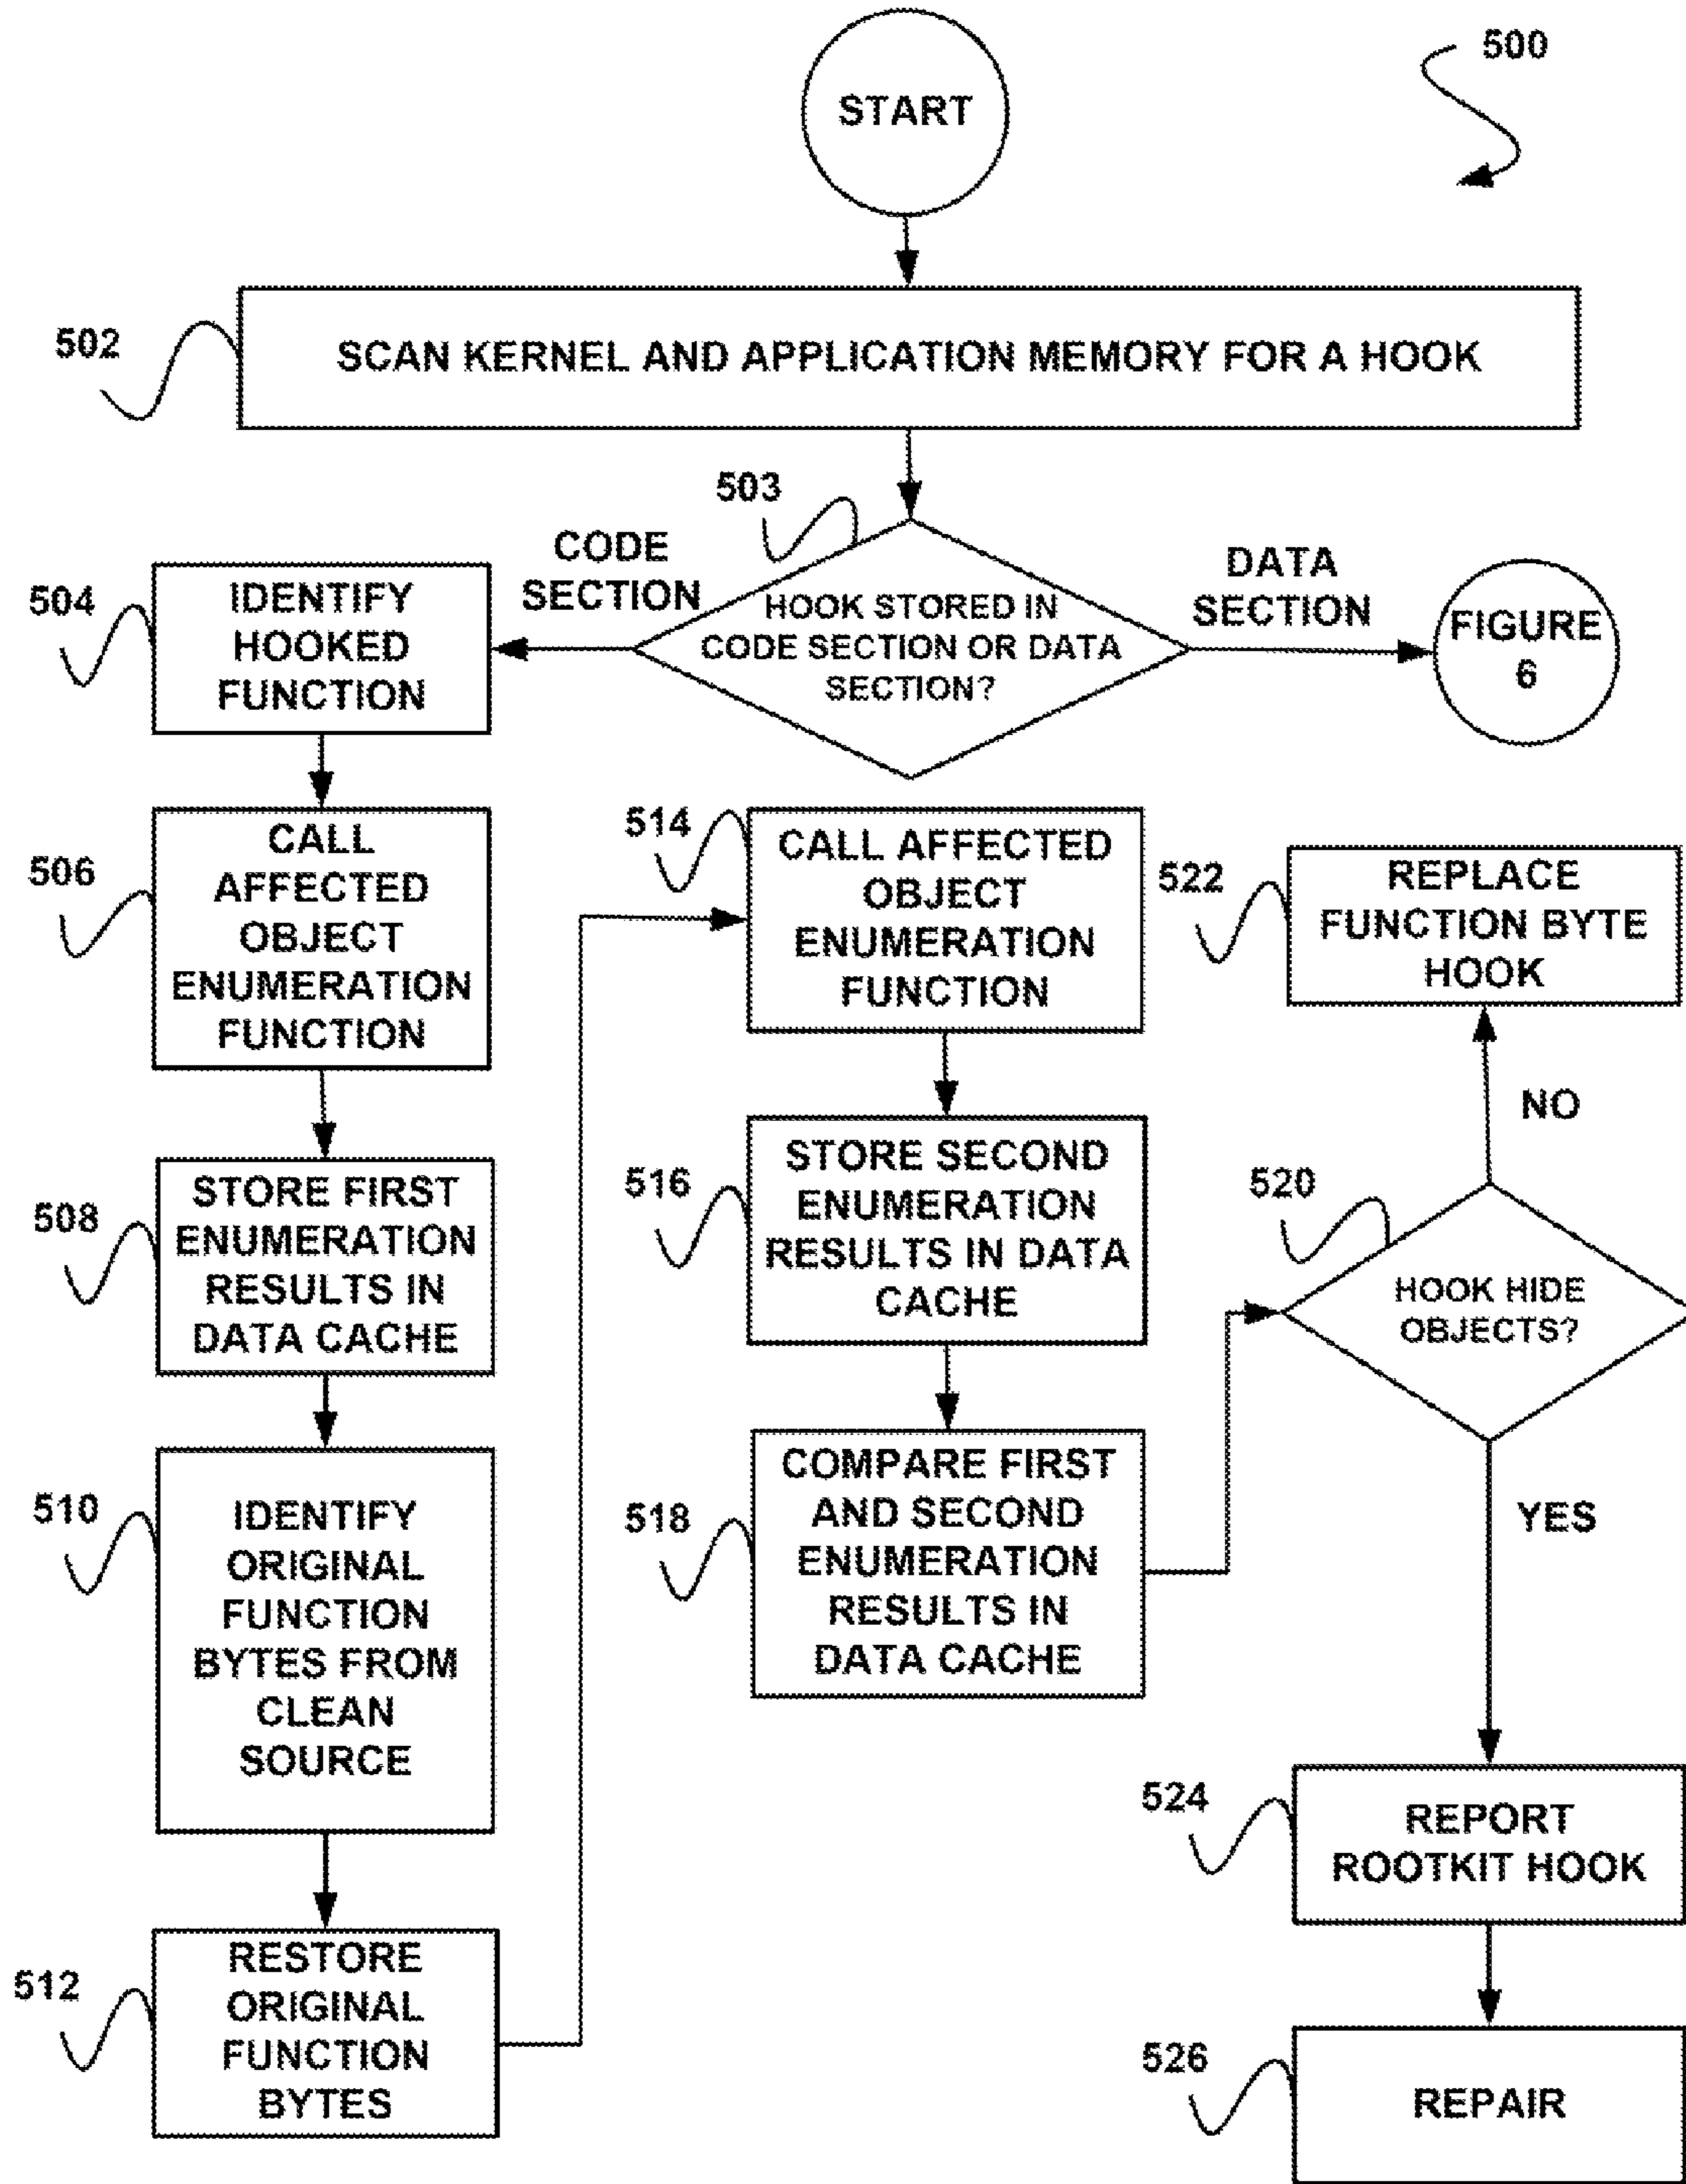 START
500
502
SCAN KERNEL AND APPLICATION MEMORY FOR A HOOK
503
CODE
SECTION
HOOK STORED IN
CODE SECTION OR DATA
SECTION?
DATA
SECTION
FIGURE
6
504
IDENTIFY
HOOKED
FUNCTION
506
CALL
AFFECTED
OBJECT
ENUMERATION
FUNCTION
508
STORE FIRST
ENUMERATION
RESULTS IN
DATA CACHE
510
IDENTIFY
ORIGINAL
FUNCTION
BYTES FROM
CLEAN
SOURCE
512
RESTORE
ORIGINAL
FUNCTION
BYTES
514
CALL AFFECTED
OBJECT
ENUMERATION
FUNCTION
516
STORE SECOND
ENUMERATION
RESULTS IN DATA
CACHE
518
COMPARE FIRST
AND SECOND
ENUMERATION
RESULTS IN
DATA CACHE
520
HOOK HIDE
OBJECTS?
NO
522
REPLACE
FUNCTION BYTE
HOOK
YES
524
REPORT
ROOTKIT HOOK
526
REPAIR